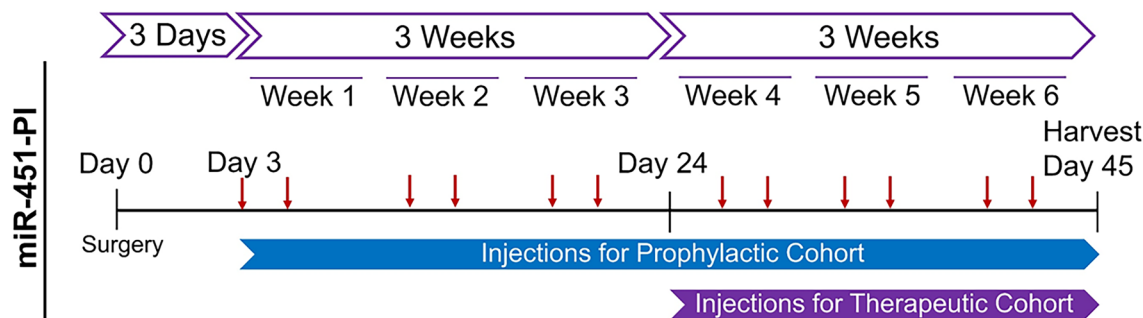 3 Days
3 Weeks
3 Weeks
Week 1
Week 2
Week 3
Week 4
Week 5
Week 6
miR-451-PI
Day 0
Day 3
Day 24
Harvest
Day 45
Surgery
Injections for Prophylactic Cohort
Injections for Therapeutic Cohort